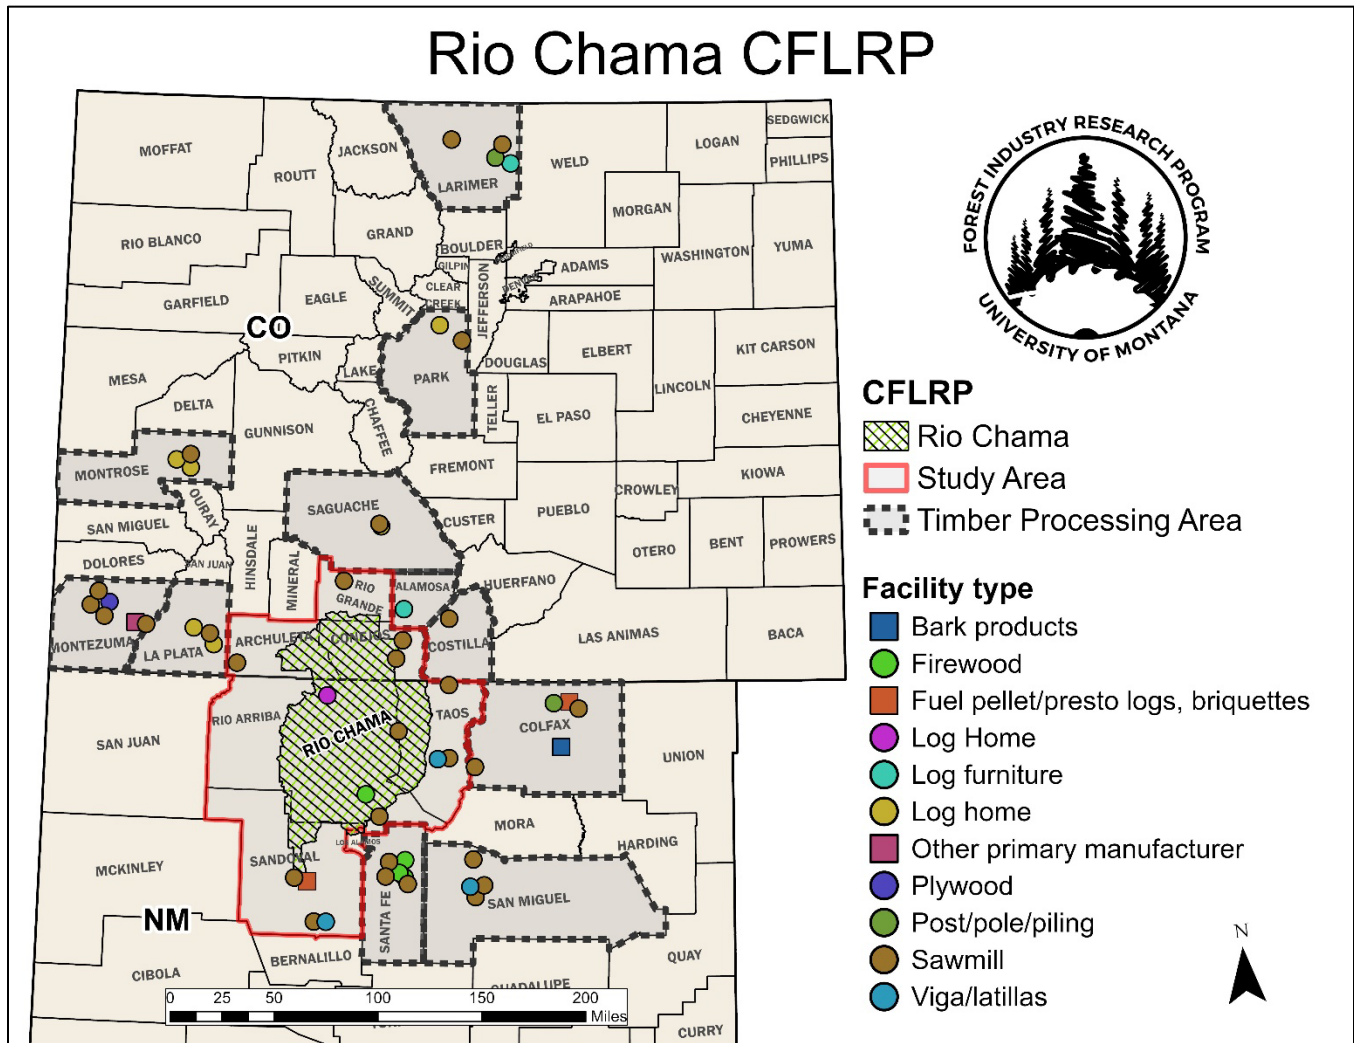 Rio Chama CFLRP
MOFFAT
ROUTT
JACKSON
LARIMER
WELD
LOGAN
SEDGWICK
PHILLIPS
MORGAN
RIO BLANCO
GRAND
BOULDER
GILPIN
ADAMS
WASHINGTON
YUMA
GARFIELD
EAGLE
SUMMIT
CLEAR
CREEK
JEFFERSON
DENVER
ARAPAHOE
CO
PITKIN
LAKE
PARK
DOUGLAS
ELBERT
KIT CARSON
MESA
DELTA
GUNNISON
CHAFFEE
TELLER
EL PASO
LINCOLN
CHEYENNE
MONTROSE
FREMONT
KIOWA
OURAY
SAGUACHE
CUSTER
PUEBLO
CROWLEY
SAN MIGUEL
OTERO
BENT
PROWERS
DOLORES
SAN JUAN
HINSDALE
MINERAL
RIO
GRANDE
ALAMOSA
HUERFANO
MONTEZUMA
LA PLATA
ARCHULETA
CONEJOS
COSTILLA
LAS ANIMAS
BACA
RIO ARRIBA
RIO CHAMA
TAOS
COLFAX
SAN JUAN
UNION
MORA
HARDING
LOS ALAMOS
MCKINLEY
SANDOVAL
SANTA FE
SAN MIGUEL
NM
CIBOLA
BERNALILLO
GUADALUPE
QUAY
CURRY
0 25 50 100 150 200
Miles
FOREST INDUSTRY RESEARCH PROGRAM
UNIVERSITY OF MONTANA
CFLRP
Rio Chama
Study Area
Timber Processing Area
Facility type
Bark products
Firewood
Fuel pellet/presto logs, briquettes
Log Home
Log furniture
Log home
Other primary manufacturer
Plywood
Post/pole/piling
Sawmill
Viga/latillas
N